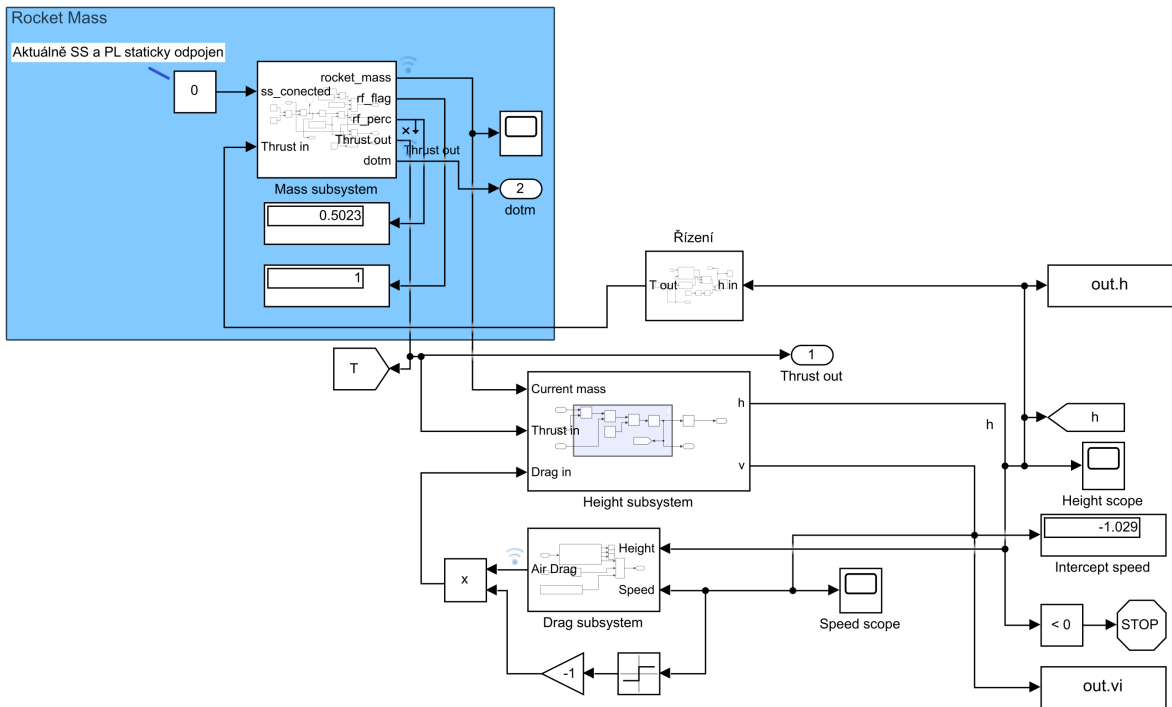 Rocket Mass
Aktuálně SS a PL staticky odpojen
0
ss_conected
Thrust in
rocket_mass
rf_flag
rf_perc
Thrust out
dotm
Thrust out
Mass subsystem
2
dotm
0.5023
1
Řízení
T out
h in
out.h
T
1
Thrust out
Current mass
Thrust in
Drag in
h
v
Height subsystem
h
h
Height scope
-1.029
Intercept speed
Air Drag
Height
Speed
Drag subsystem
x
Speed scope
< 0
STOP
-1
out.vi